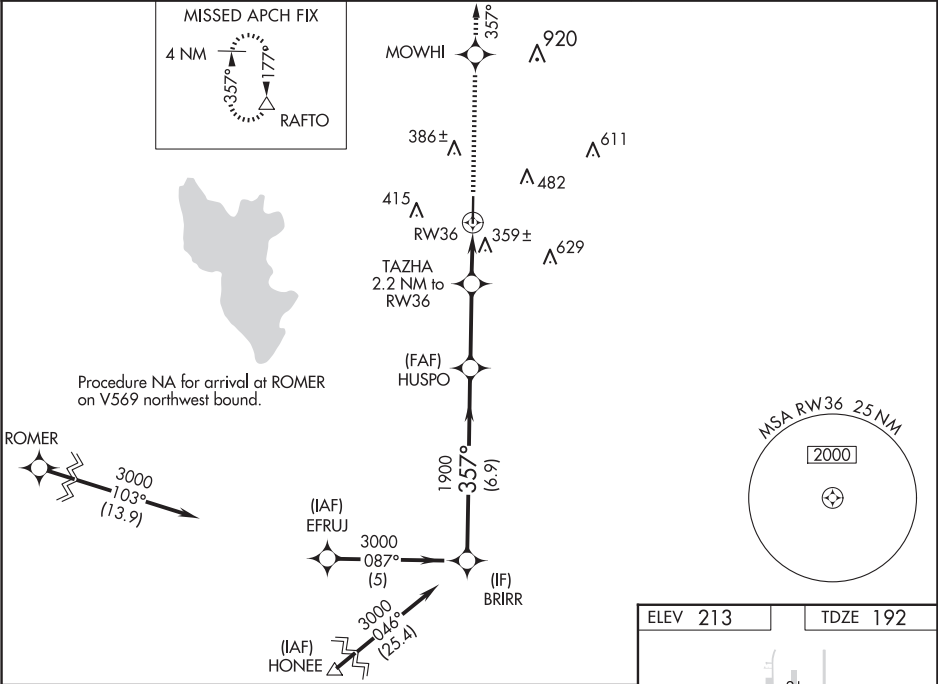 MISSED APCH FIX
4 NM
357°
177°
RAFTO
357°
MOWHI
920
386±
611
482
415
RW36
359±
629
TAZHA
2.2 NM to
RW36
(FAF)
HUSPO
Procedure NA for arrival at ROMER
on V569 northwest bound.
ROMER
3000
103°
(13.9)
1900
357°
(6.9)
MSA RW36 25 NM
2000
(IAF)
EFRUJ
3000
087°
(5)
(IF)
BRIRR
3000
046°
(25.4)
(IAF)
HONEE
ELEV 213
TDZE 192